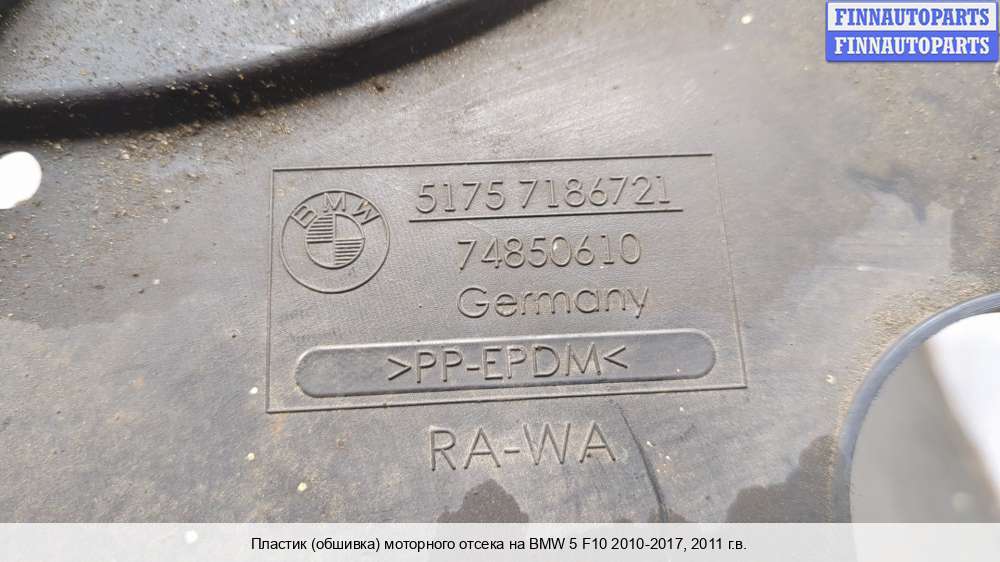 FINNAUTOPARTS
FINNAUTOPARTS
BMW
5175 7186721
74850610
Germany
>PP-EPDM<
RA-WA
Пластик (обшивка) моторного отсека на BMW 5 F10 2010-2017, 2011 г.в.